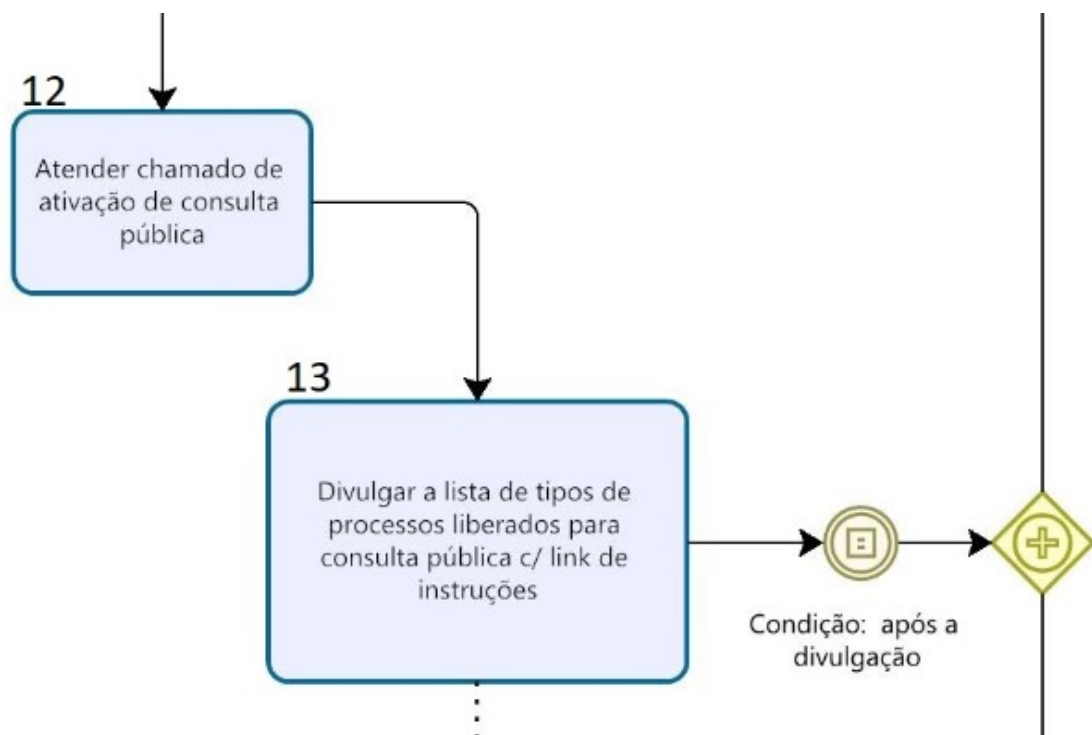 12
Atender chamado de
ativação de consulta
pública
13
Divulgar a lista de tipos de
processos liberados para
consulta pública c/ link de
instruções
Condição: após a
divulgação